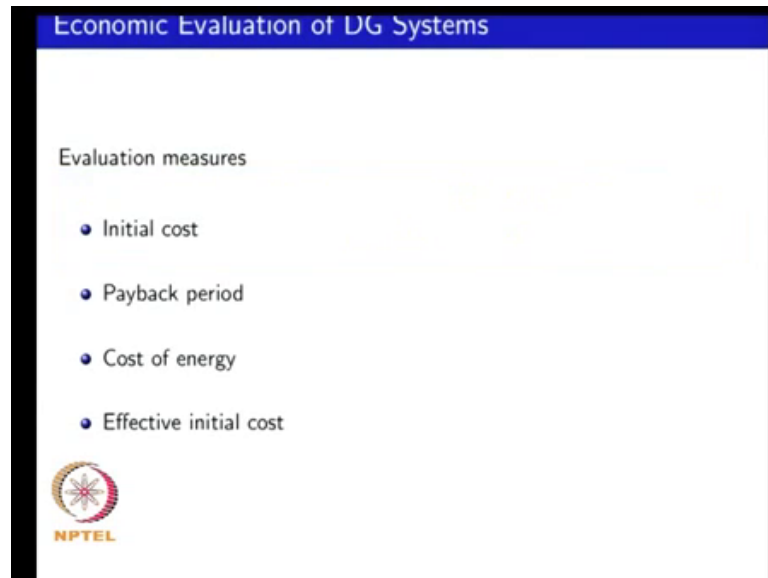 Economic Evaluation of DG Systems
Evaluation measures
Initial cost
Payback period
Cost of energy
Effective initial cost
NPTEL